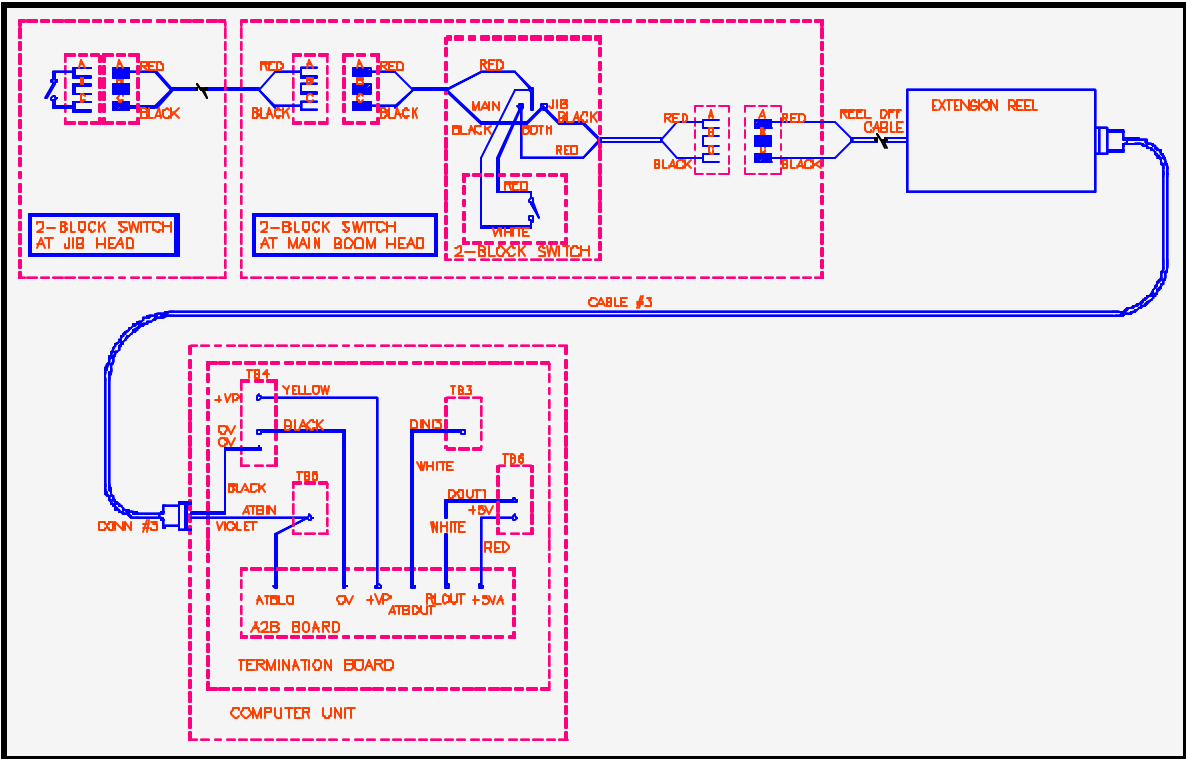 A A RED RED A A RED RED
B B B B
C C BLACK BLACK C C BLACK
MAIN JIB
BLACK BOTH BLACK
RED
RED
WHITE
2-BLOCK SWITCH
2-BLOCK SWITCH
AT JIB HEAD
2-BLOCK SWITCH
AT MAIN BOOM HEAD
RED A A RED
B B
BLACK C C BLACK
REEL OFF
CABLE
EXTENSION REEL
CABLE #3
TB4
+VP YELLOW
0V BLACK
0V
TB3
DIN13
WHITE
TB6
DOUT1
+5V
WHITE
RED
BLACK
TB5
ATBIN
VIOLET
CONN #3
ATBLO 0V +VP ATBOUT RLOUT +5VA
A2B BOARD
TERMINATION BOARD
COMPUTER UNIT